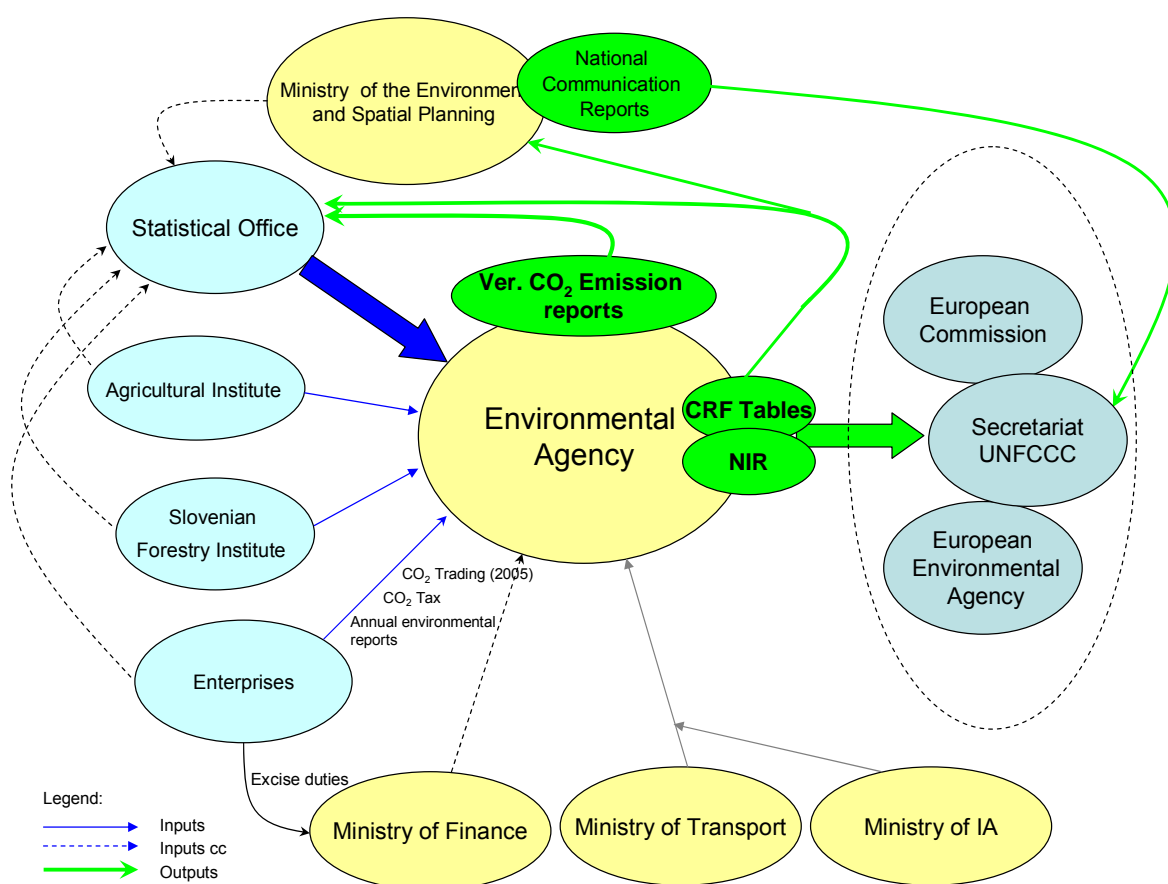 National
Communication
Reports
Ministry of the Environmen
and Spatial Planning
Statistical Office
Ver. CO₂ Emission
reports
European
Commission
Agricultural Institute
Environmental
Agency
CRF Tables
NIR
Secretariat
UNFCCC
Slovenian
Forestry Institute
European
Environmental
Agency
CO₂ Trading (2005)
CO₂ Tax
Annual environmental
reports
Enterprises
Excise duties
Ministry of Finance
Ministry of Transport
Ministry of IA
Legend:
Inputs
Inputs cc
Outputs